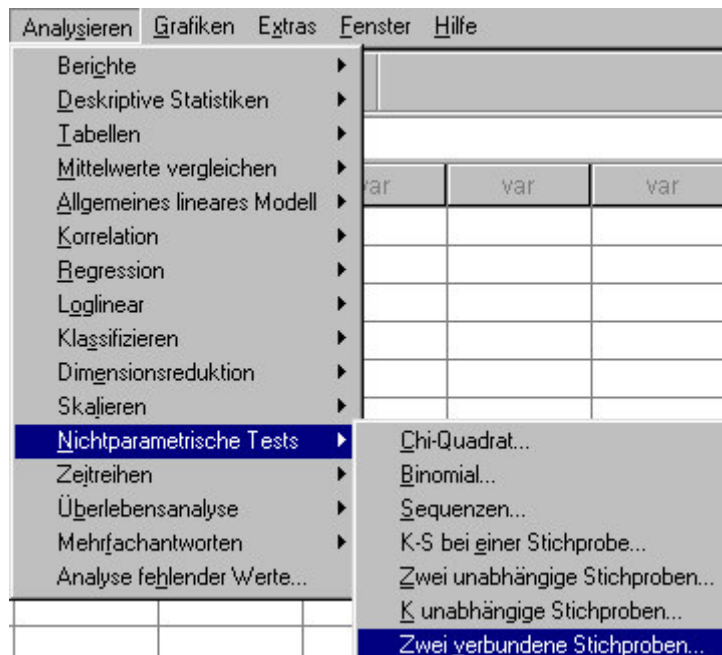 Analysieren Grafiken Extras Fenster Hilfe
Berichte
Deskriptive Statistiken
Tabellen
Mittelwerte vergleichen
var var var
Allgemeines lineares Modell
Korrelation
Regression
Loglinear
Klassifizieren
Dimensionsreduktion
Skalieren
Nichtparametrische Tests
Chi-Quadrat...
Zeitreihen
Binomial...
Überlebensanalyse
Sequenzen...
Mehrfachantworten
K-S bei einer Stichprobe...
Analyse fehlender Werte...
Zwei unabhängige Stichproben...
K unabhängige Stichproben...
Zwei verbundene Stichproben...